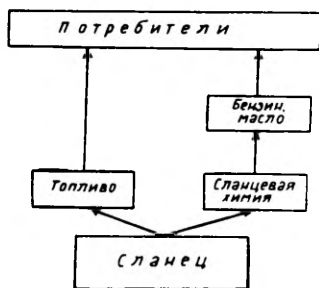 Потребители
Бензин,
масло
Топливо
Сланцевая
химия
Сланец